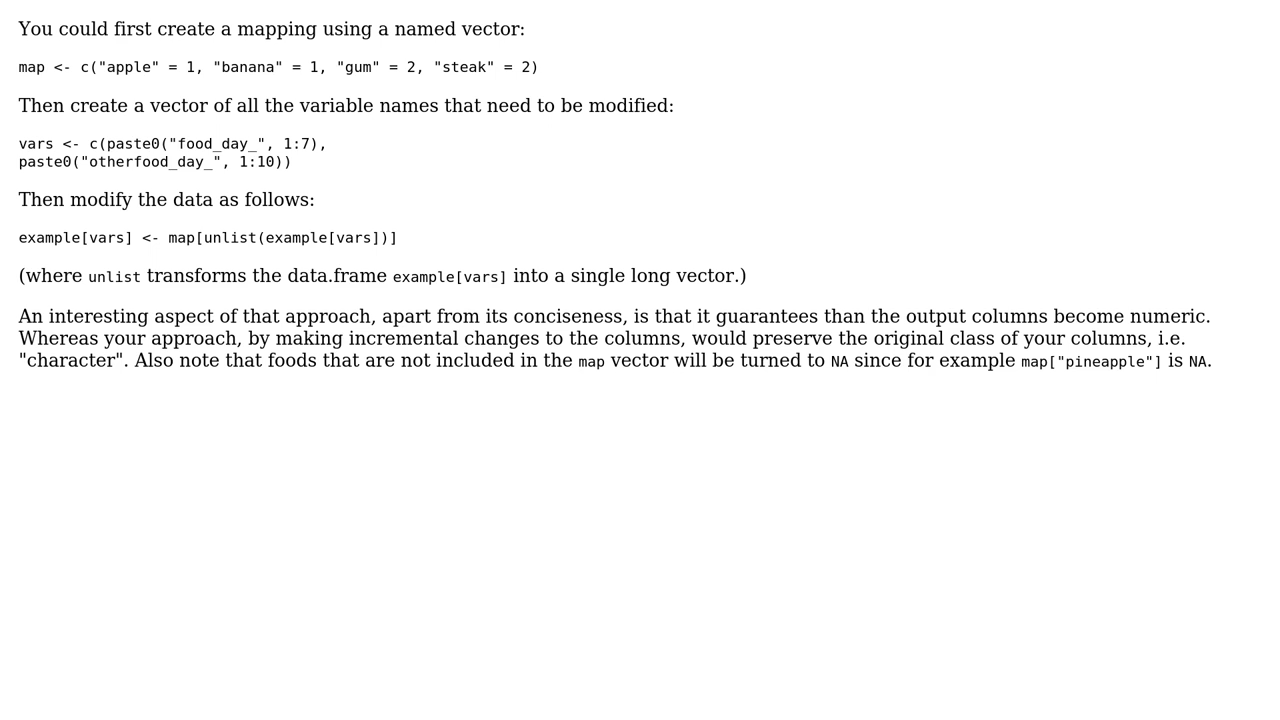 You could first create a mapping using a named vector:
map <- c("apple" = 1, "banana" = 1, "gum" = 2, "steak" = 2)
Then create a vector of all the variable names that need to be modified:
vars <- c(paste0("food_day_", 1:7),
paste0("otherfood_day_", 1:10))
Then modify the data as follows:
example[vars] <- map[unlist(example[vars])]
(where unlist transforms the data.frame example[vars] into a single long vector.)
An interesting aspect of that approach, apart from its conciseness, is that it guarantees than the output columns become numeric.
Whereas your approach, by making incremental changes to the columns, would preserve the original class of your columns, i.e.
"character". Also note that foods that are not included in the map vector will be turned to NA since for example map["pineapple"] is NA.